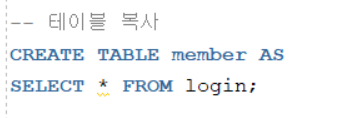 -- 테이블 복사
CREATE TABLE member AS
SELECT * FROM login;